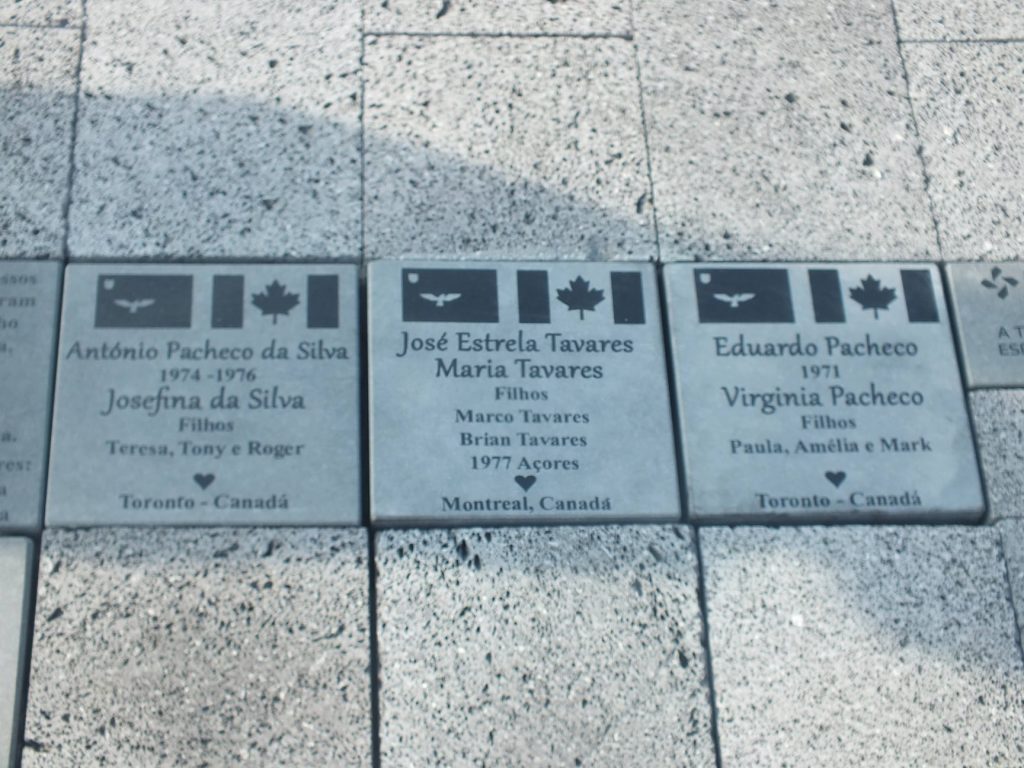 António Pacheco da Silva
1974 -1976
Josefina da Silva
Filhos
Teresa, Tony e Roger
Toronto - Canadá
José Estrela Tavares
Maria Tavares
Filhos
Marco Tavares
Brian Tavares
1977 Açores
Montreal, Canadá
Eduardo Pacheco
1971
Virginia Pacheco
Filhos
Paula, Amélia e Mark
Toronto - Canadá